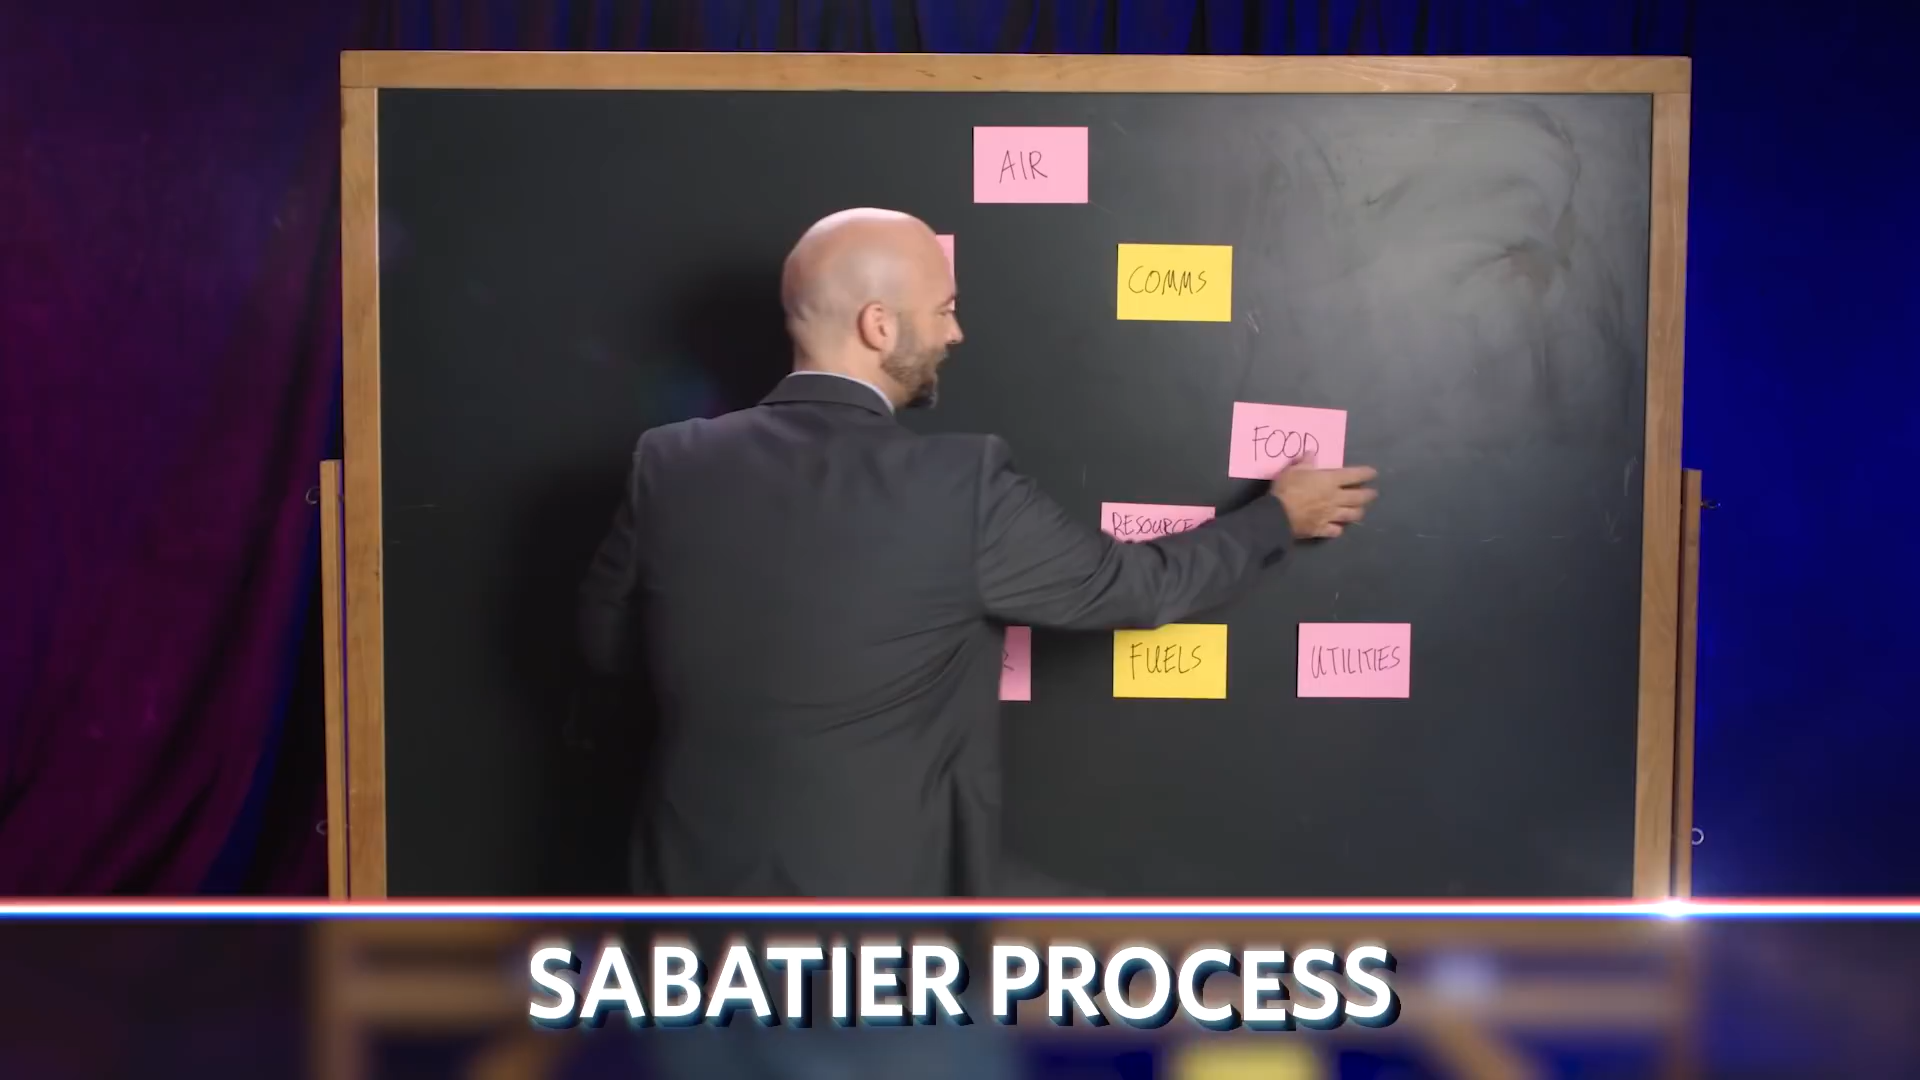 AIR
COMMS
FOOD
FUELS
UTILITIES
SABATIER PROCESS